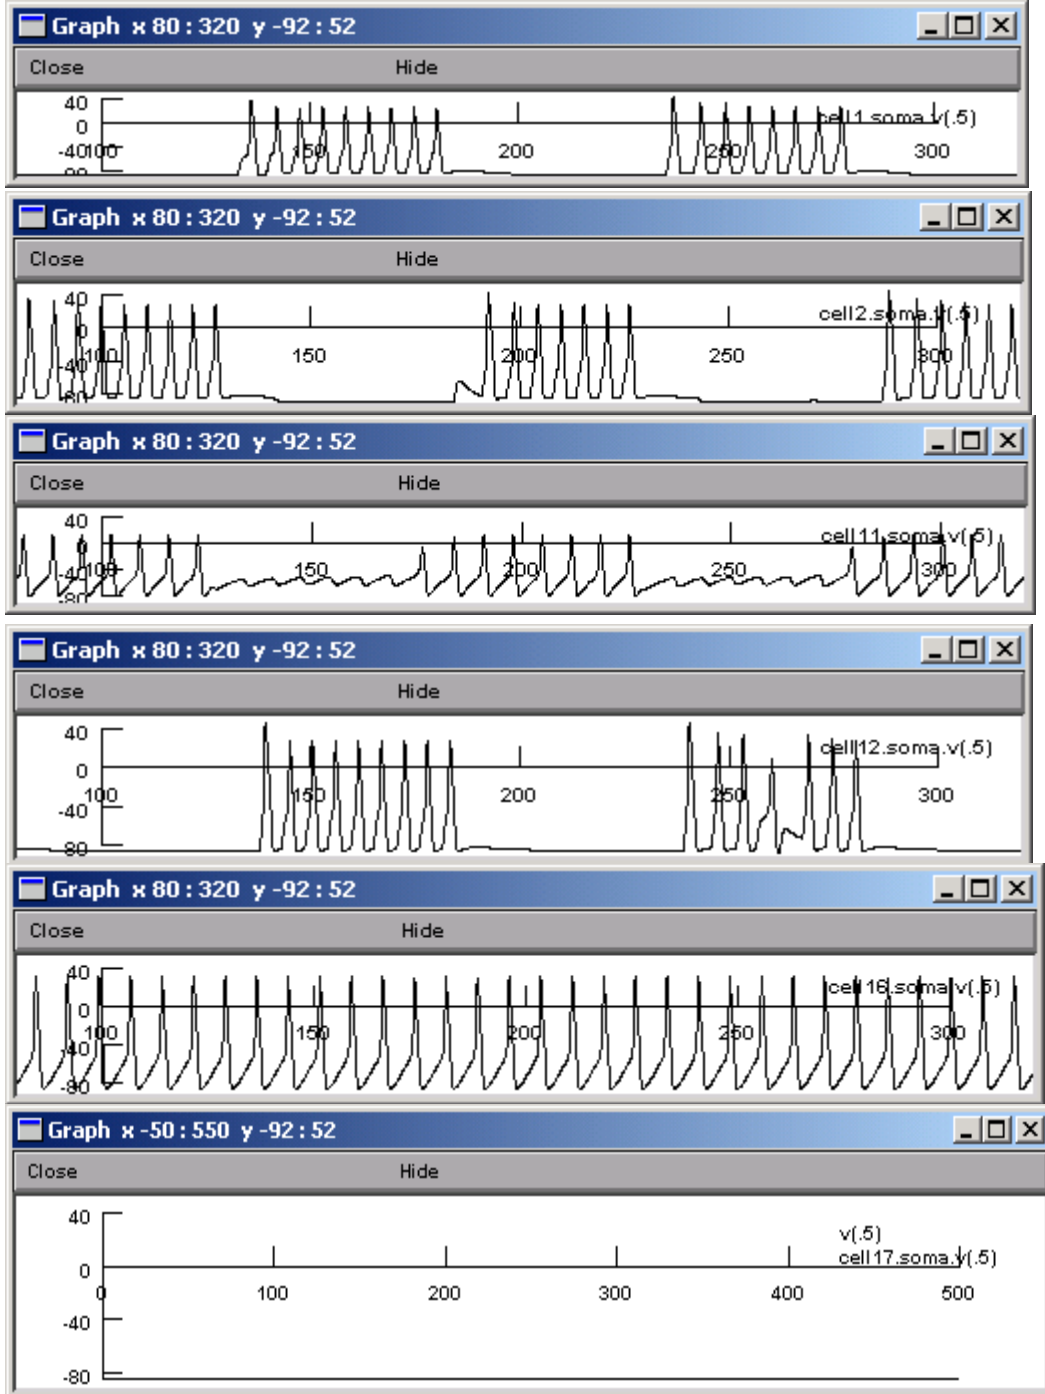 Graph x 80 : 320 y -92 : 52
Close Hide
40
0 cell1.soma.v(.5)
-40 100 150 200 250 300
-80
Graph x 80 : 320 y -92 : 52
Close Hide
40
0 cell2.soma.v(.5)
-40 100 150 200 250 300
-80
Graph x 80 : 320 y -92 : 52
Close Hide
40
0 cell11.soma.v(.5)
-40 100 150 200 250 300
-80
Graph x 80 : 320 y -92 : 52
Close Hide
40
0 cell12.soma.v(.5)
-40 100 150 200 250 300
-80
Graph x 80 : 320 y -92 : 52
Close Hide
40
0 cell16.soma.v(.5)
-40 100 150 200 250 300
-80
Graph x -50 : 550 y -92 : 52
Close Hide
40
v(.5)
0 cell17.soma.v(.5)
0 100 200 300 400 500
-40
-80